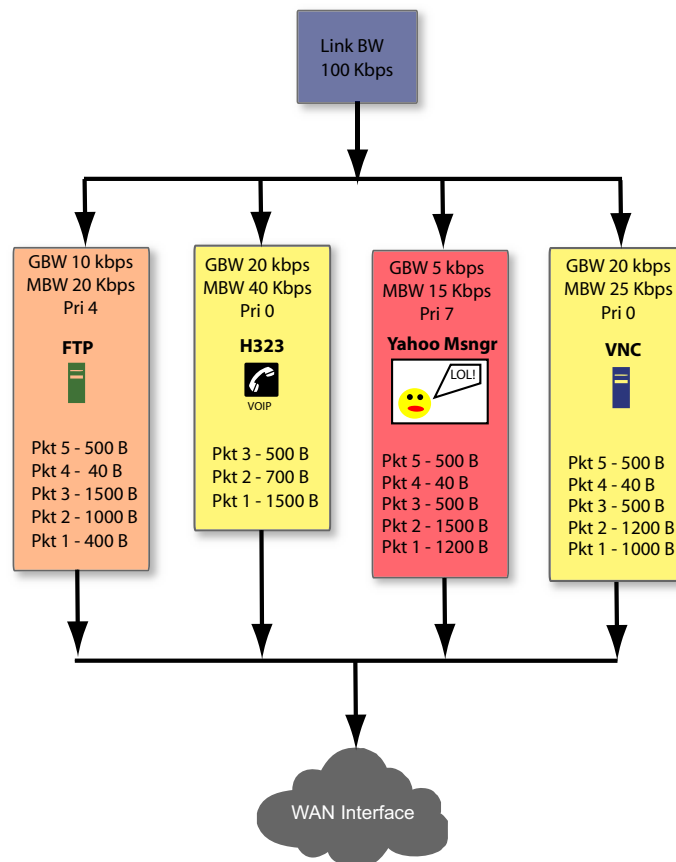 Link BW
100 Kbps
GBW 10 kbps
MBW 20 Kbps
Pri 4
FTP
Pkt 5 - 500 B
Pkt 4 - 40 B
Pkt 3 - 1500 B
Pkt 2 - 1000 B
Pkt 1 - 400 B
GBW 20 kbps
MBW 40 Kbps
Pri 0
H323
VOIP
Pkt 3 - 500 B
Pkt 2 - 700 B
Pkt 1 - 1500 B
GBW 5 kbps
MBW 15 Kbps
Pri 7
Yahoo Msngr
LOL!
Pkt 5 - 500 B
Pkt 4 - 40 B
Pkt 3 - 500 B
Pkt 2 - 1500 B
Pkt 1 - 1200 B
GBW 20 kbps
MBW 25 Kbps
Pri 0
VNC
Pkt 5 - 500 B
Pkt 4 - 40 B
Pkt 3 - 500 B
Pkt 2 - 1200 B
Pkt 1 - 1000 B
WAN Interface